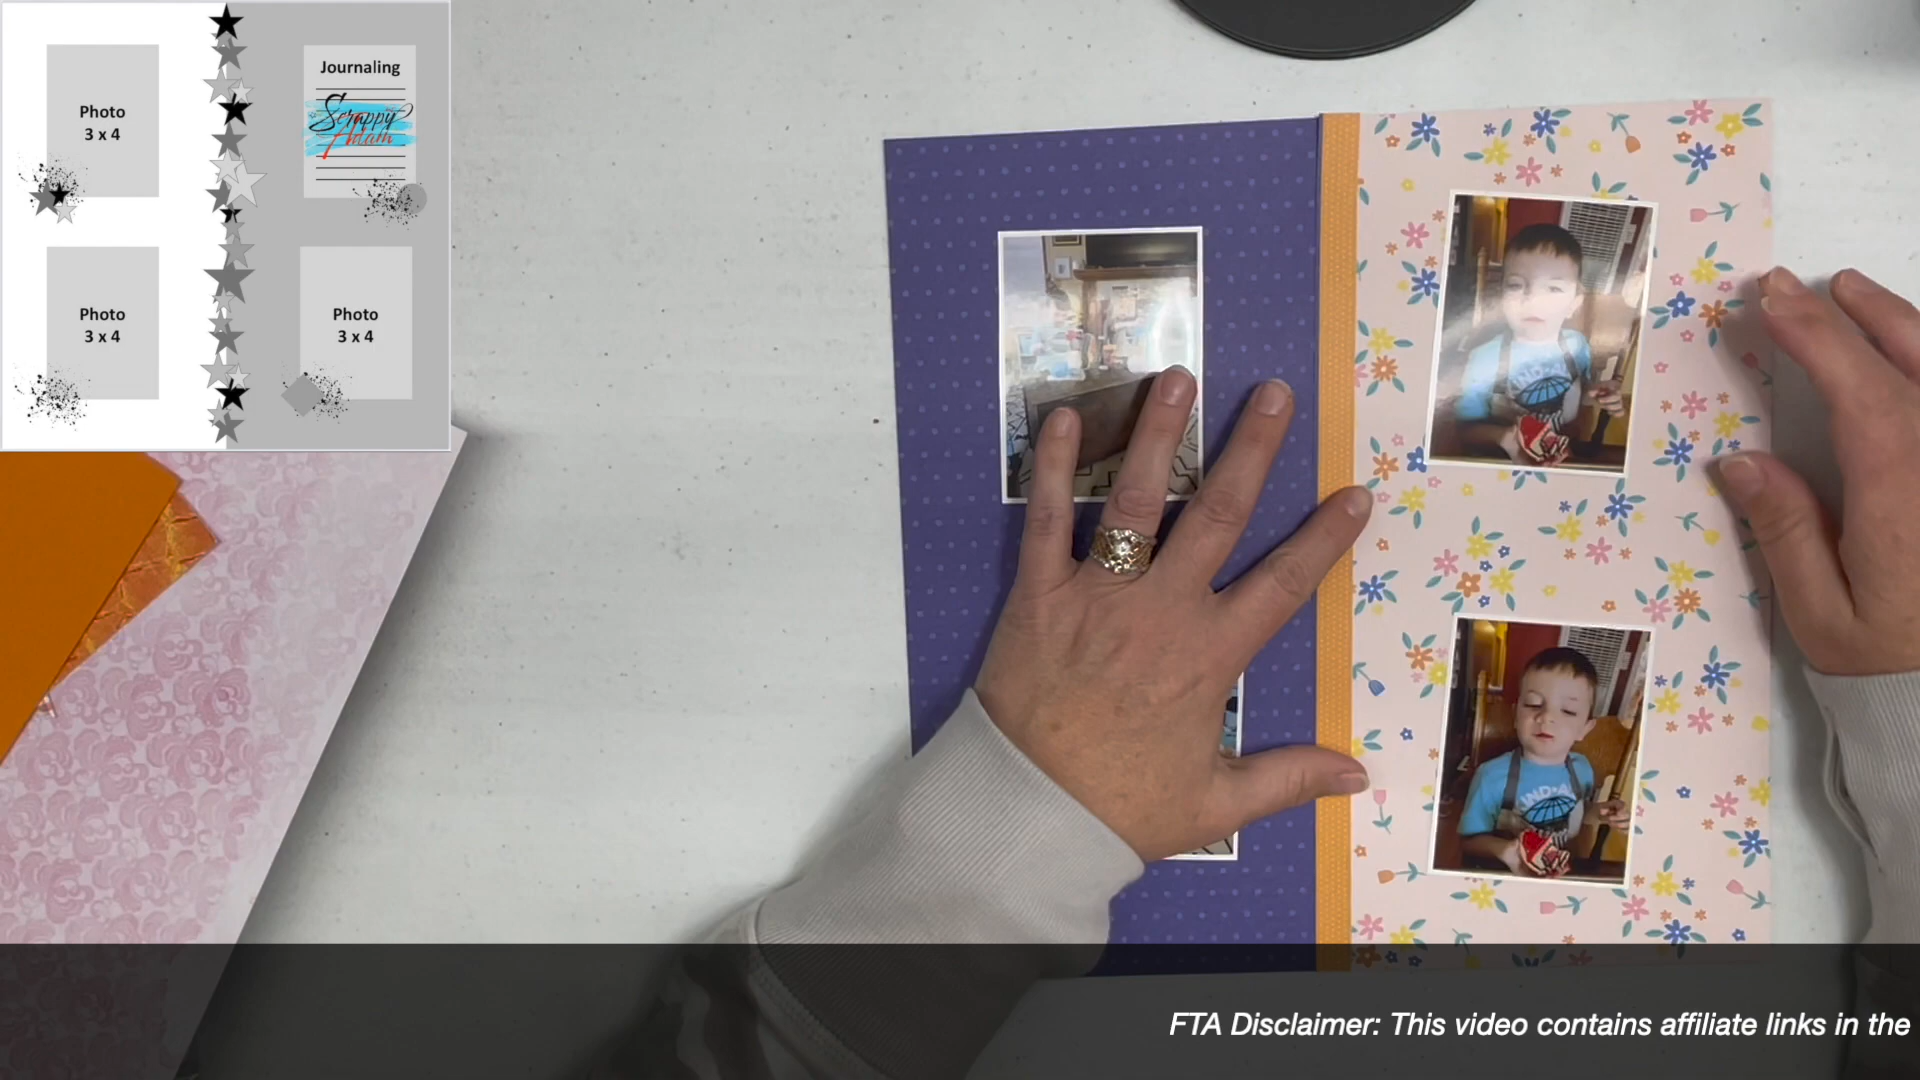 Photo
3 x 4
Journaling
Scrappy
Adam
Photo
3 x 4
Photo
3 x 4
FTA Disclaimer: This video contains affiliate links in the